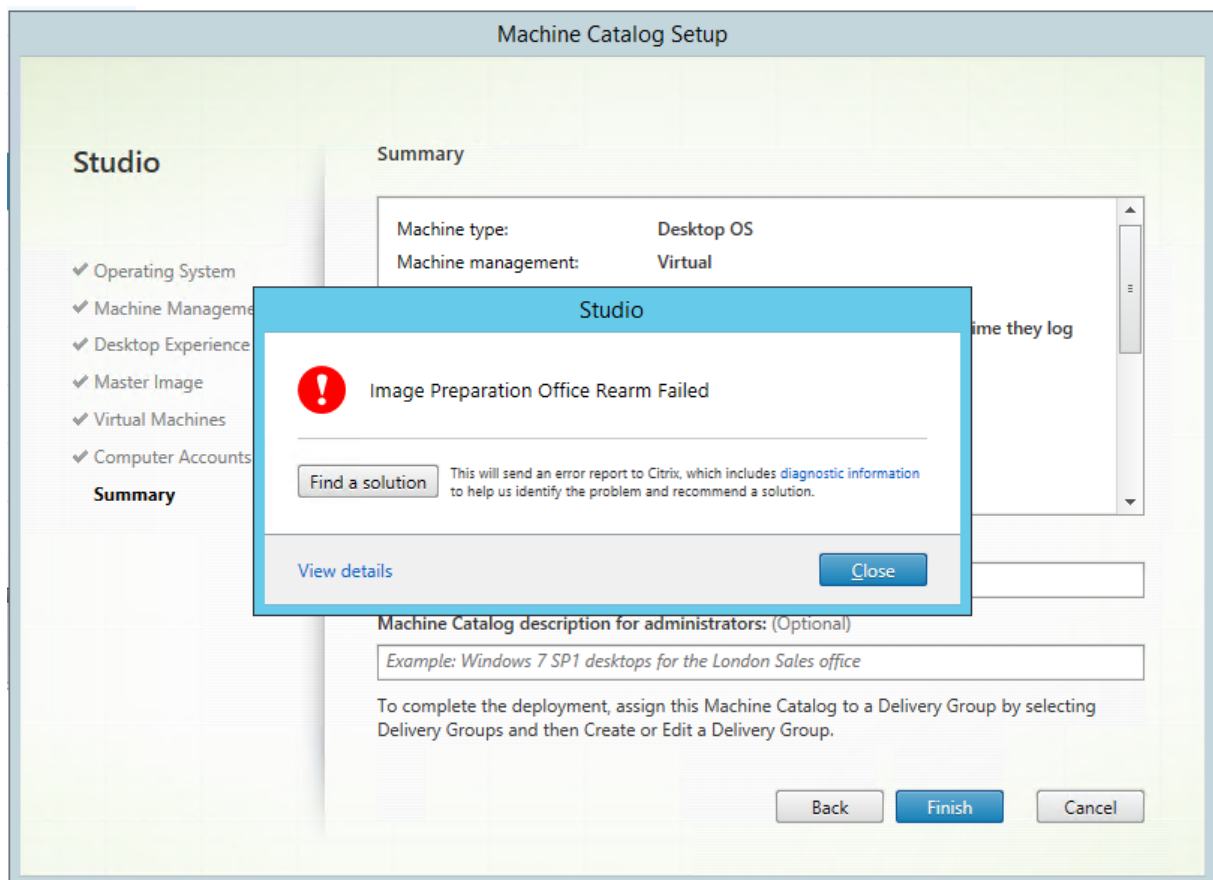 Machine Catalog Setup
Studio
Operating System
Machine Manageme
Desktop Experience
Master Image
Virtual Machines
Computer Accounts
Summary
Summary
Machine type: Desktop OS
Machine management: Virtual
ime they log
Studio
Image Preparation Office Rearm Failed
Find a solution
This will send an error report to Citrix, which includes diagnostic information
to help us identify the problem and recommend a solution.
View details
Close
Machine Catalog description for administrators: (Optional)
Example: Windows 7 SP1 desktops for the London Sales office
To complete the deployment, assign this Machine Catalog to a Delivery Group by selecting
Delivery Groups and then Create or Edit a Delivery Group.
Back Finish Cancel